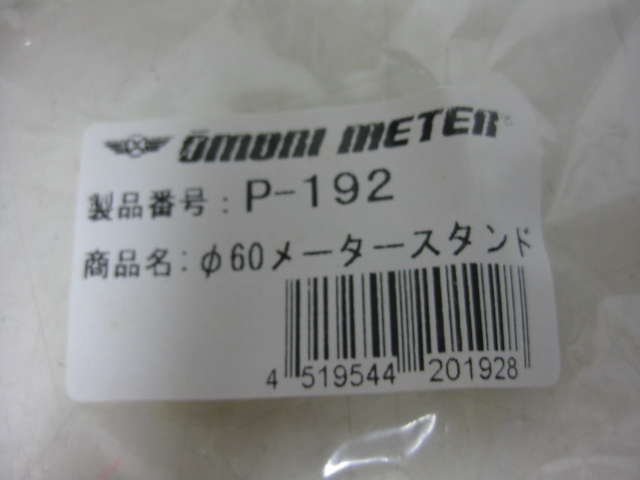 ŌMORI METER®
製品番号：P-192
商品名：φ60メータースタンド
4 519544 201928